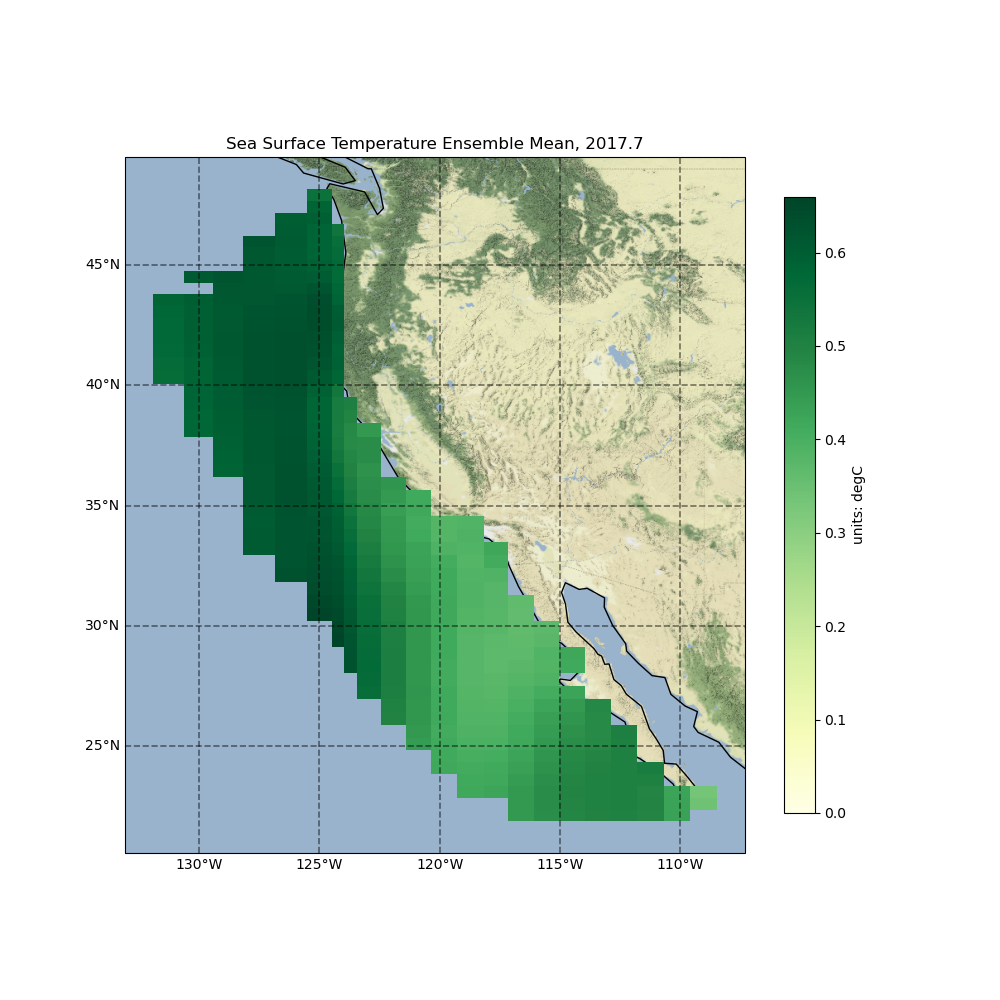 Sea Surface Temperature Ensemble Mean, 2017.7
45°N
40°N
35°N
30°N
25°N
130°W 125°W 120°W 115°W 110°W
0.6
0.5
0.4
0.3
0.2
0.1
0.0
units: degC